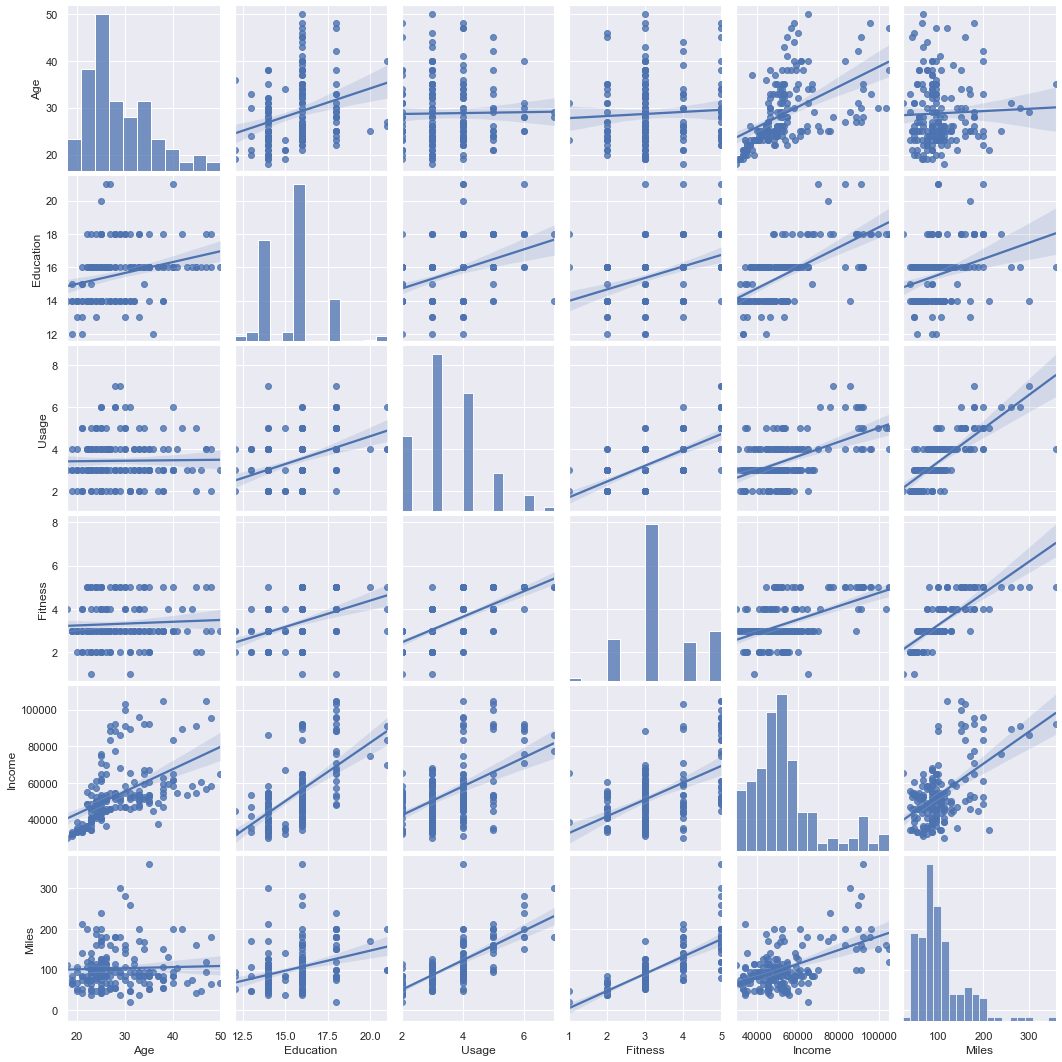 50
40
30
20
Age
20
18
16
14
12
Education
8
6
4
2
Usage
8
6
4
2
Fitness
100000
80000
60000
40000
Income
300
200
100
0
Miles
20 30 40 50
12.5 15.0 17.5 20.0
2 4 6
1 2 3 4 5
40000 60000 80000 100000
100 200 300
Age Education Usage Fitness Income Miles